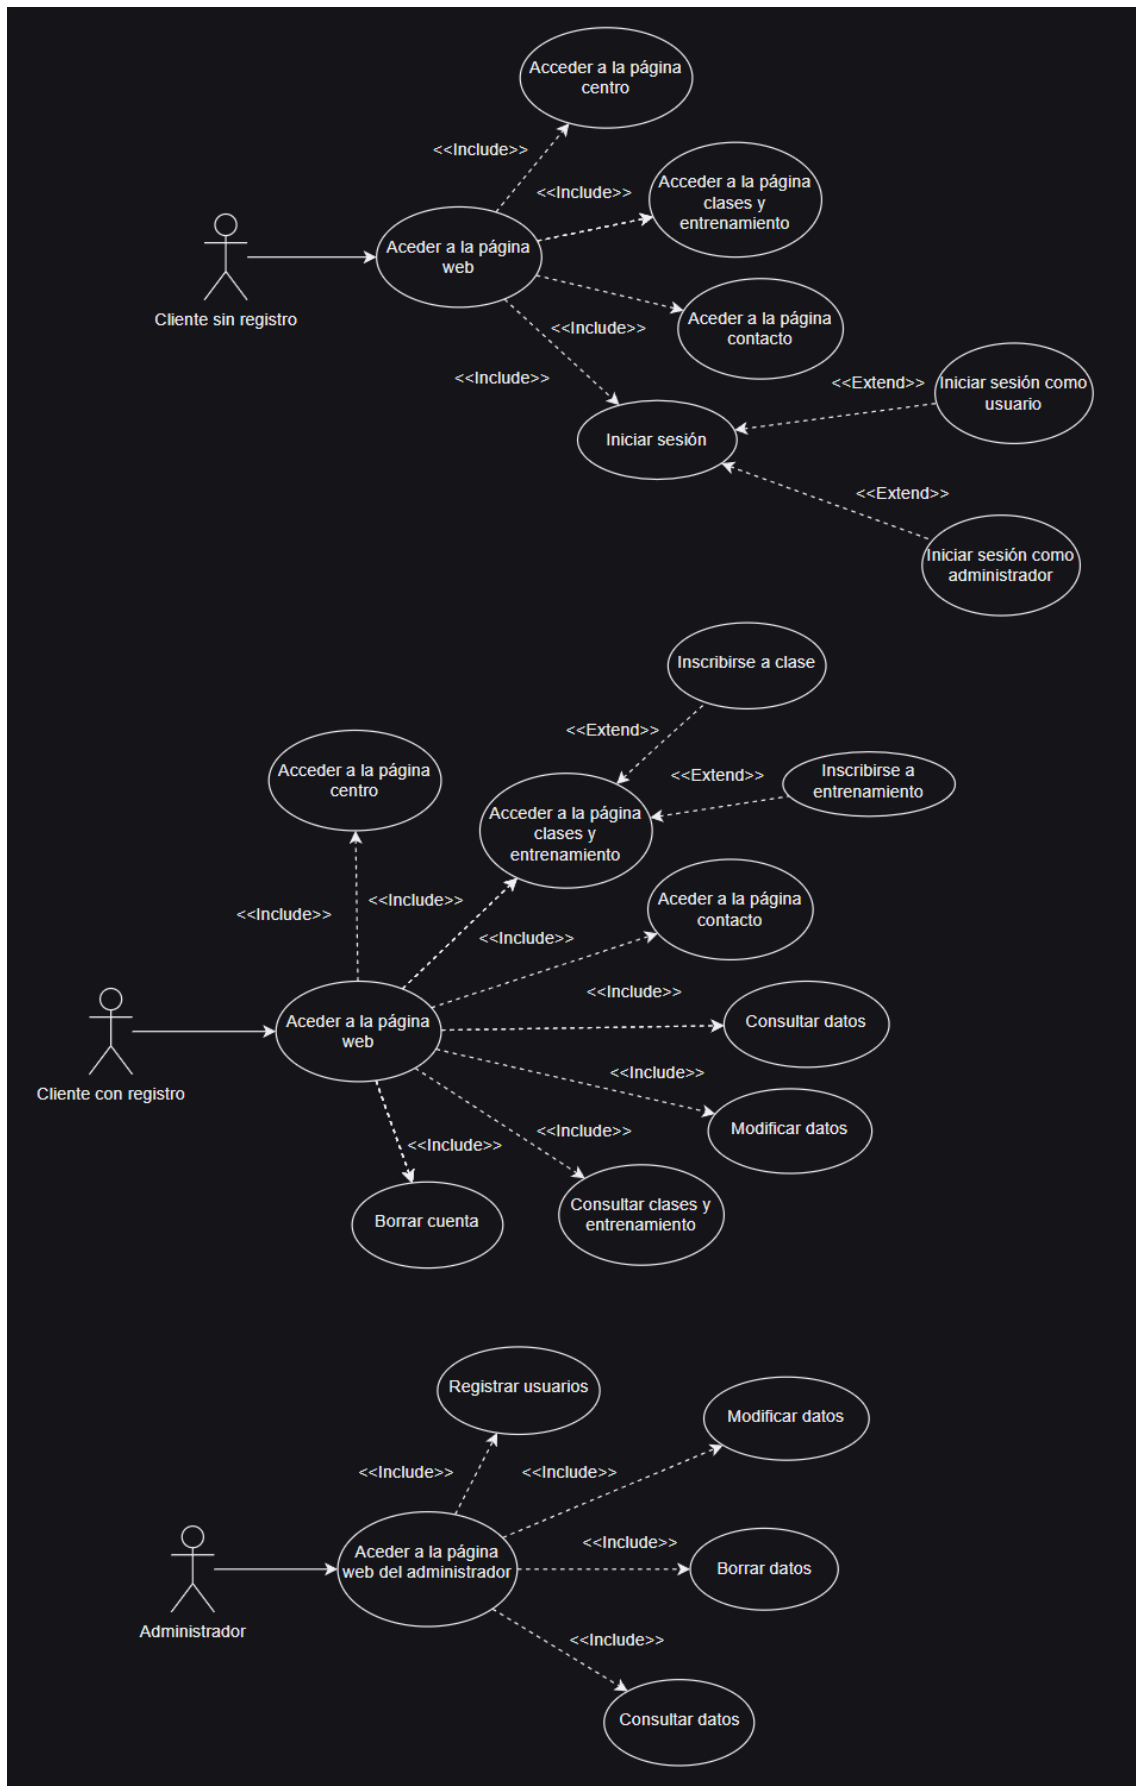 Acceder a la página
centro
<<Include>>
Acceder a la página
clases y
entrenamiento
<<Include>>
Aceder a la página
web
Cliente sin registro
Aceder a la página
contacto
<<Include>>
<<Include>>
Iniciar sesión como
usuario
<<Extend>>
Iniciar sesión
<<Extend>>
Iniciar sesión como
administrador
Inscribirse a clase
<<Extend>>
Acceder a la página
centro
<<Extend>>
Inscribirse a
entrenamiento
Acceder a la página
clases y
entrenamiento
<<Include>>
<<Include>>
Aceder a la página
contacto
<<Include>>
<<Include>>
Aceder a la página
web
Consultar datos
Cliente con registro
<<Include>>
Modificar datos
<<Include>>
<<Include>>
Borrar cuenta
Consultar clases y
entrenamiento
Registrar usuarios
Modificar datos
<<Include>>
<<Include>>
Aceder a la página
web del administrador
<<Include>>
Borrar datos
Administrador
<<Include>>
Consultar datos